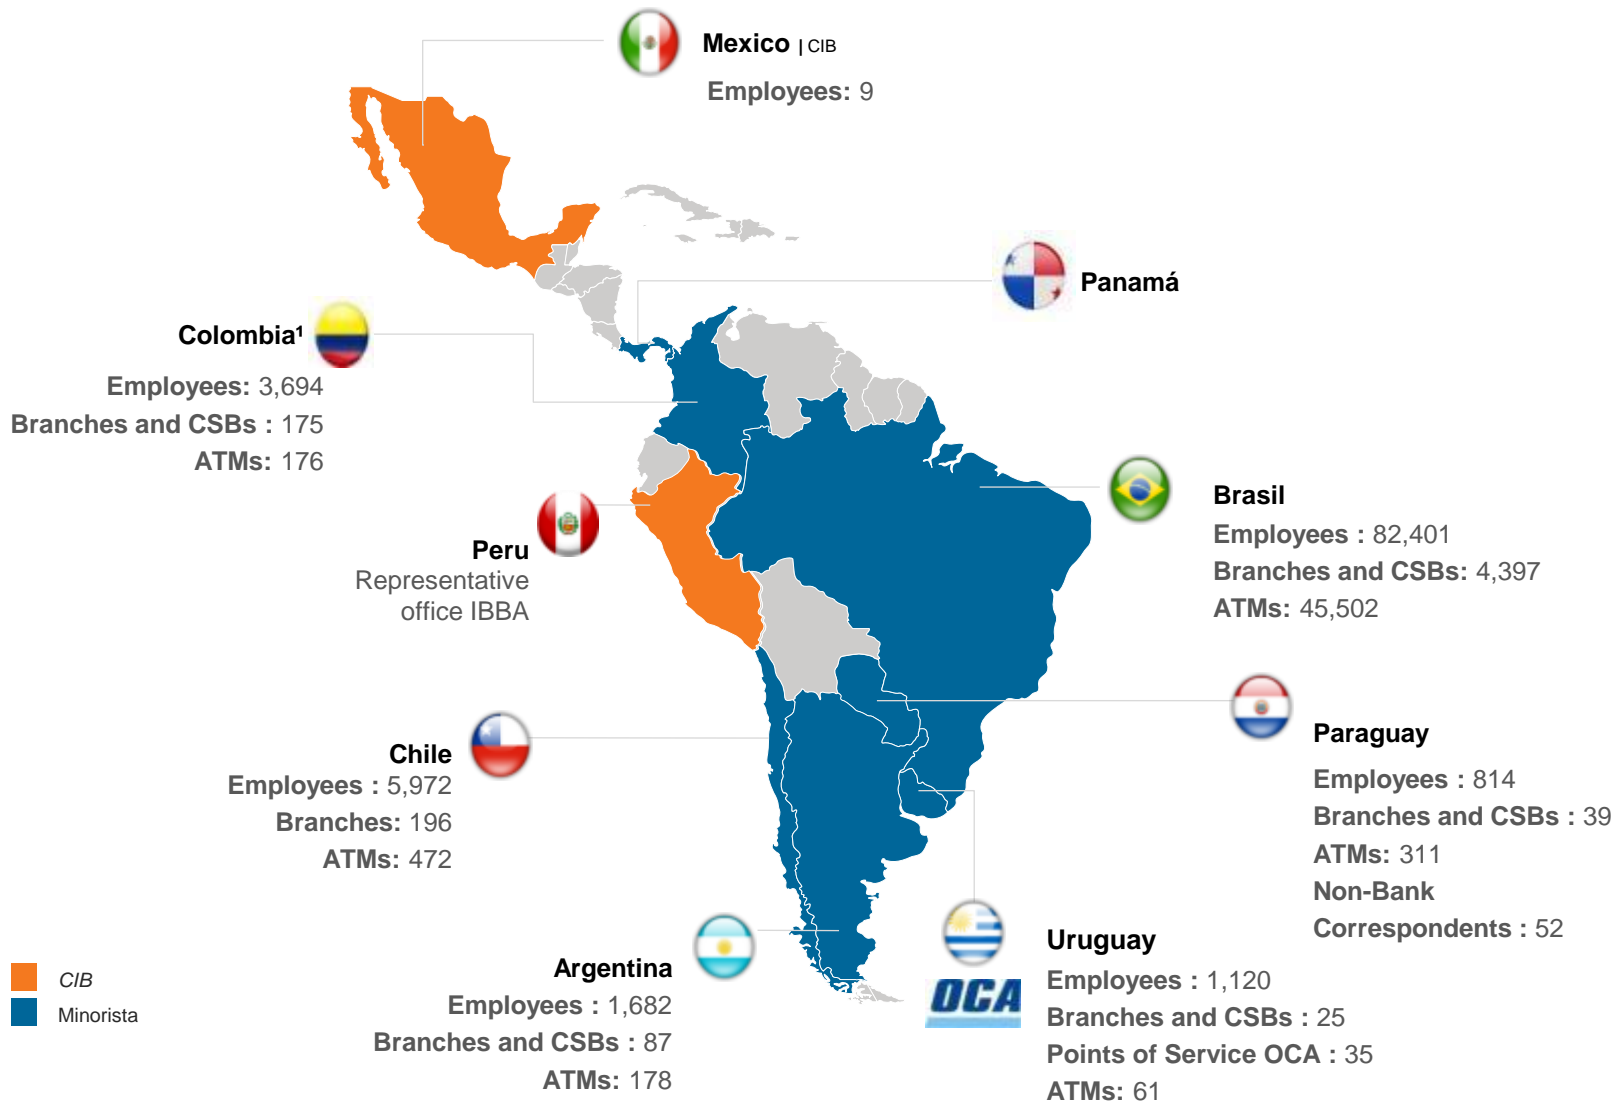 Mexico | CIB
Employees: 9
Panamá
Colombia¹
Employees: 3,694
Branches and CSBs : 175
ATMs: 176
Brasil
Employees : 82,401
Branches and CSBs: 4,397
ATMs: 45,502
Peru
Representative
office IBBA
Paraguay
Employees : 814
Branches and CSBs : 39
ATMs: 311
Non-Bank
Correspondents : 52
Chile
Employees : 5,972
Branches: 196
ATMs: 472
Uruguay
Employees : 1,120
Branches and CSBs : 25
Points of Service OCA : 35
ATMs: 61
OCA
Argentina
Employees : 1,682
Branches and CSBs : 87
ATMs: 178
CIB
Minorista